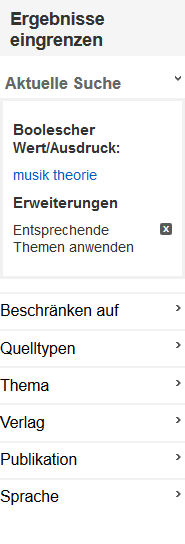 Ergebnisse
eingrenzen
Aktuelle Suche
Boolescher
Wert/Ausdruck:
musik theorie
Erweiterungen
Entsprechende
Themen anwenden
Beschränken auf
Quelltypen
Thema
Verlag
Publikation
Sprache